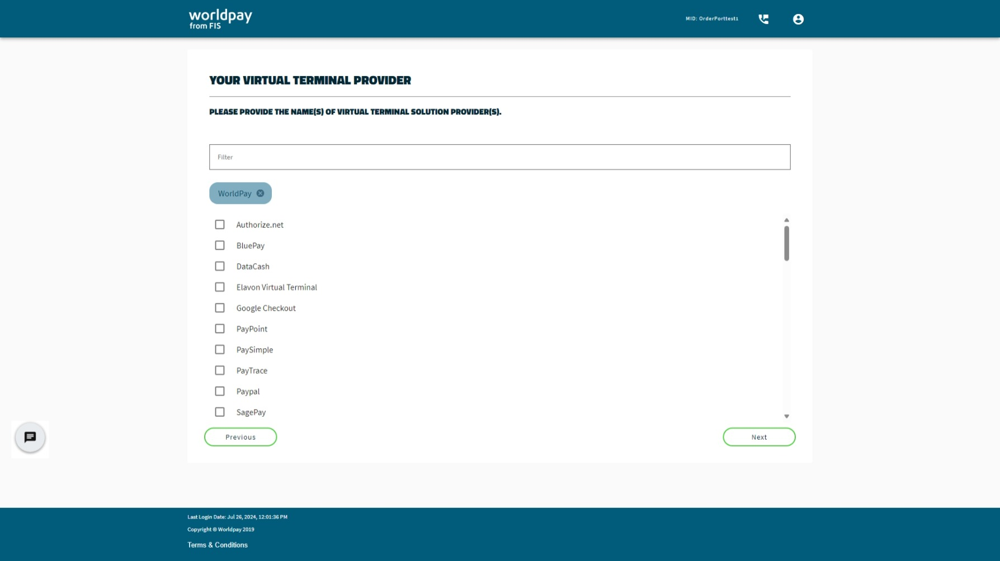 worldpay
from FIS
MID: OrderPorttest1
YOUR VIRTUAL TERMINAL PROVIDER
PLEASE PROVIDE THE NAME(S) OF VIRTUAL TERMINAL SOLUTION PROVIDER(S).
Filter
WorldPay
Authorize.net
BluePay
DataCash
Elavon Virtual Terminal
Google Checkout
PayPoint
PaySimple
PayTrace
Paypal
SagePay
Previous
Next
Last Login Date: Jul 26, 2024, 12:01:36 PM
Copyright © Worldpay 2019
Terms & Conditions